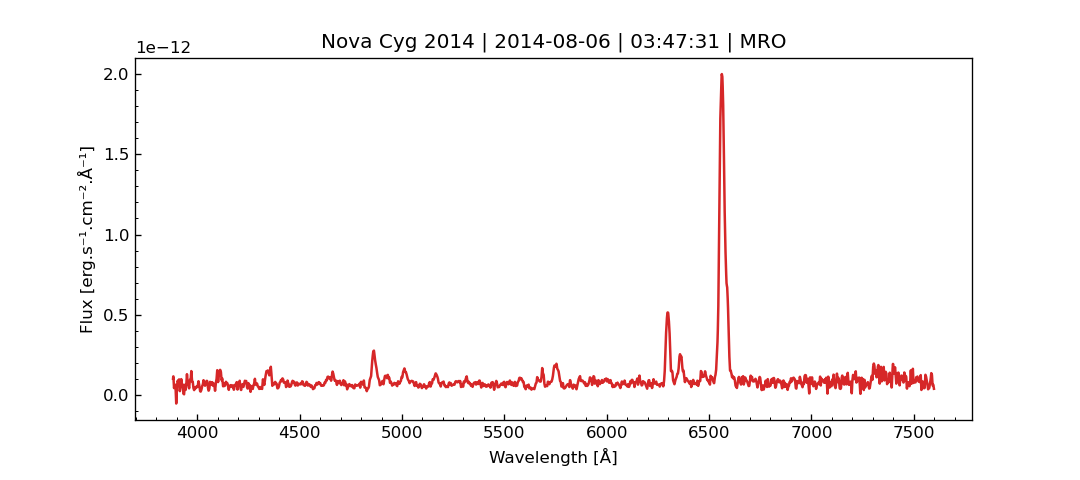 Nova Cyg 2014 | 2014-08-06 | 03:47:31 | MRO
1e−12
2.0
1.5
1.0
0.5
0.0
Flux [erg.s⁻¹.cm⁻².Å⁻¹]
4000 4500 5000 5500 6000 6500 7000 7500
Wavelength [Å]